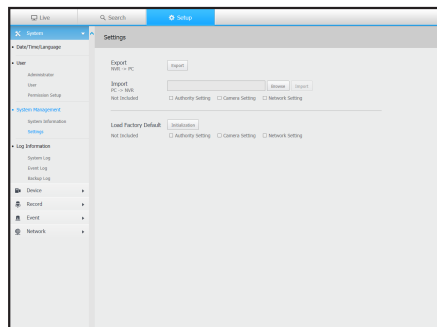 Live
Search
Setup
System
Date/Time/Language
User
Administrator
User
Permission Setup
System Management
System Information
Settings
Log Information
System Log
Event Log
Backup Log
Device
Record
Event
Network
Settings
Export
NVR -> PC
Export
Import
PC -> NVR
Browse
Import
Not Included
Authority Setting
Camera Setting
Network Setting
Load Factory Default
Initialization
Not Included
Authority Setting
Camera Setting
Network Setting